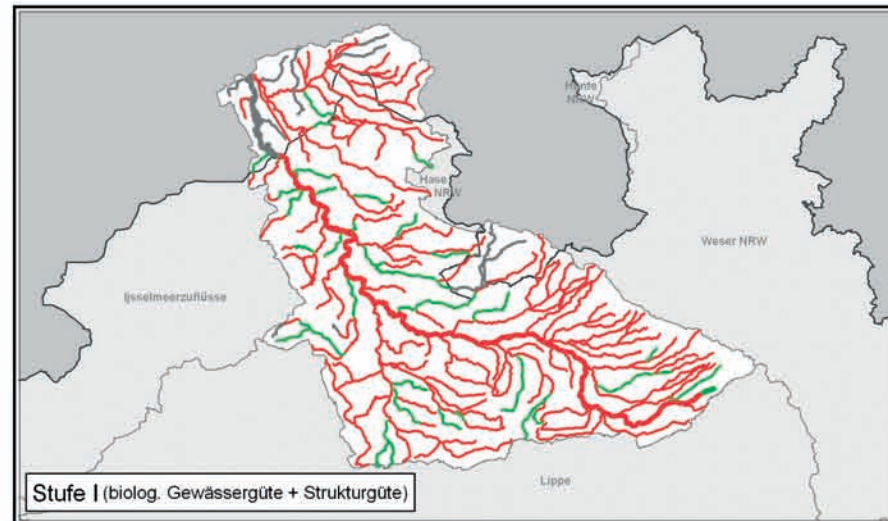 Hunte
NRW
Hase
NRW
Weser NRW
Ijsselmeerzuflüsse
Lippe
Stufe I (biolog. Gewässergüte + Strukturgüte)